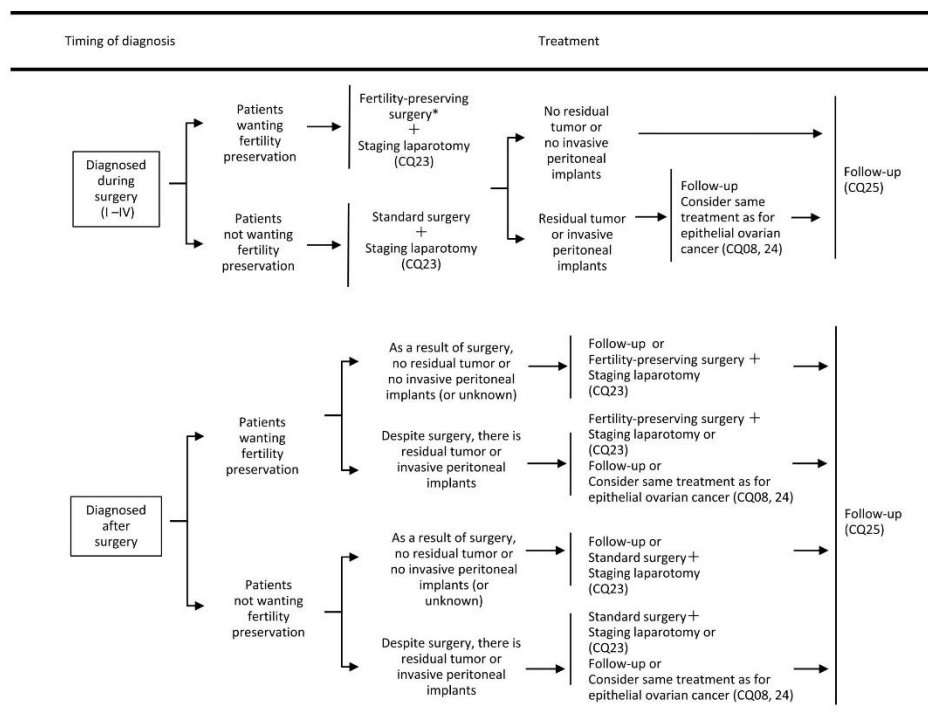 Timing of diagnosis
Treatment
Diagnosed
during
surgery
(I –IV)
Patients
wanting
fertility
preservation
Fertility-preserving
surgery*
+
Staging laparotomy
(CQ23)
Patients
not wanting
fertility
preservation
Standard surgery
+
Staging laparotomy
(CQ23)
No residual
tumor or
no invasive
peritoneal
implants
Residual tumor
or invasive
peritoneal
implants
Follow-up
Consider same
treatment as for
epithelial ovarian
cancer (CQ08, 24)
Follow-up
(CQ25)
Diagnosed
after
surgery
Patients
wanting
fertility
preservation
As a result of surgery,
no residual tumor or
no invasive peritoneal
implants (or unknown)
Follow-up or
Fertility-preserving surgery +
Staging laparotomy
(CQ23)
Despite surgery, there is
residual tumor or
invasive peritoneal
implants
Fertility-preserving surgery +
Staging laparotomy or
(CQ23)
Follow-up or
Consider same treatment as for
epithelial ovarian cancer (CQ08, 24)
Patients
not wanting
fertility
preservation
As a result of surgery,
no residual tumor or
no invasive peritoneal
implants (or
unknown)
Follow-up or
Standard surgery+
Staging laparotomy
(CQ23)
Despite surgery, there is
residual tumor or
invasive peritoneal
implants
Standard surgery+
Staging laparotomy or
(CQ23)
Follow-up or
Consider same treatment as for
epithelial ovarian cancer (CQ08, 24)
Follow-up
(CQ25)